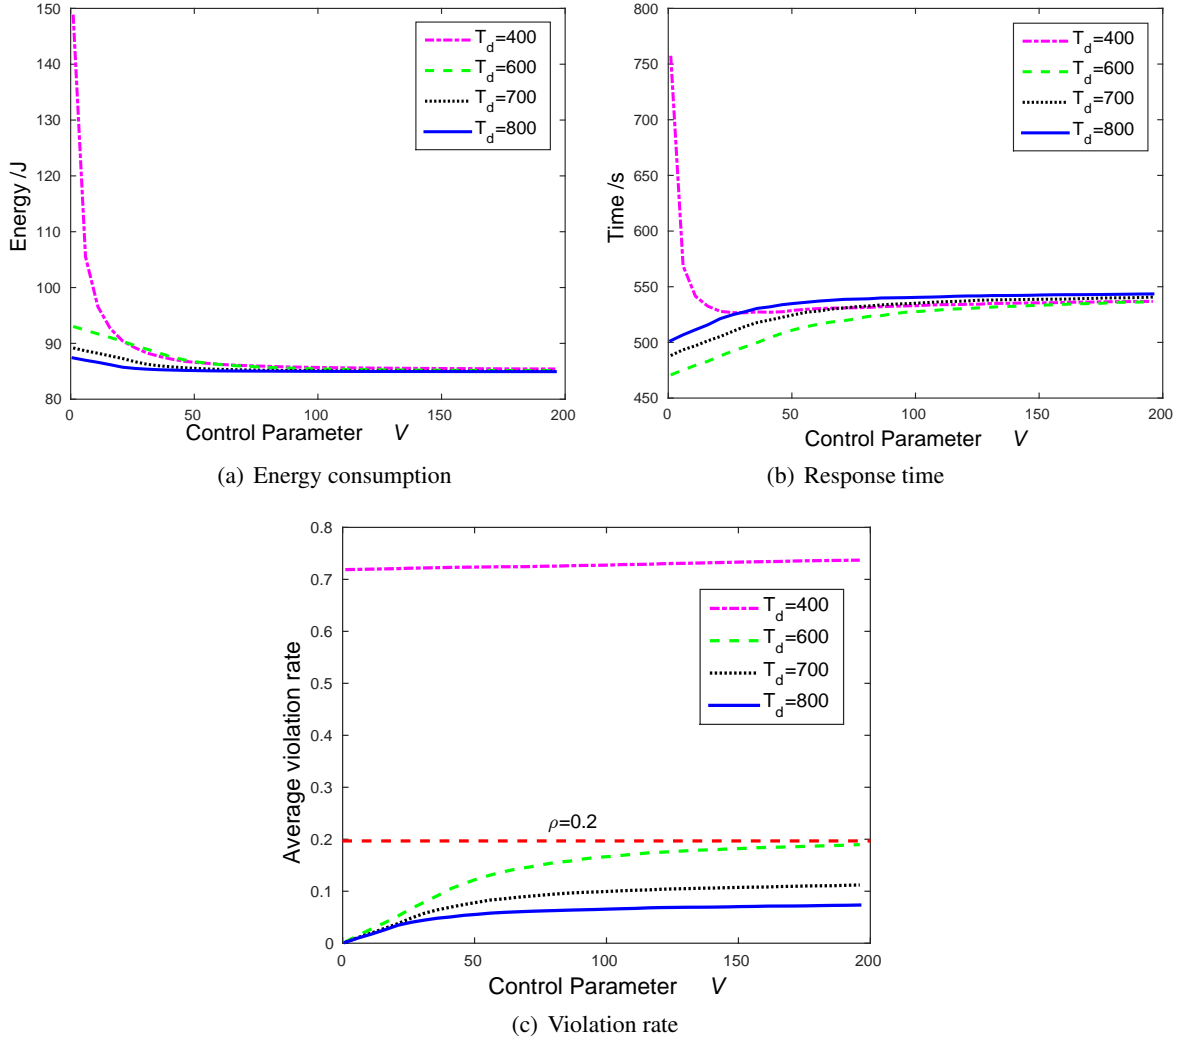 150
140
130
120
110
100
90
80
0
50
100
150
200
Energy /J
Control Parameter V
T_d=400
T_d=600
T_d=700
T_d=800
(a) Energy consumption
800
750
700
650
600
550
500
450
0
50
100
150
200
Time /s
Control Parameter V
T_d=400
T_d=600
T_d=700
T_d=800
(b) Response time
0.8
0.7
0.6
0.5
0.4
0.3
0.2
0.1
0
0
50
100
150
200
Average violation rate
Control Parameter V
T_d=400
T_d=600
T_d=700
T_d=800
ρ=0.2
(c) Violation rate